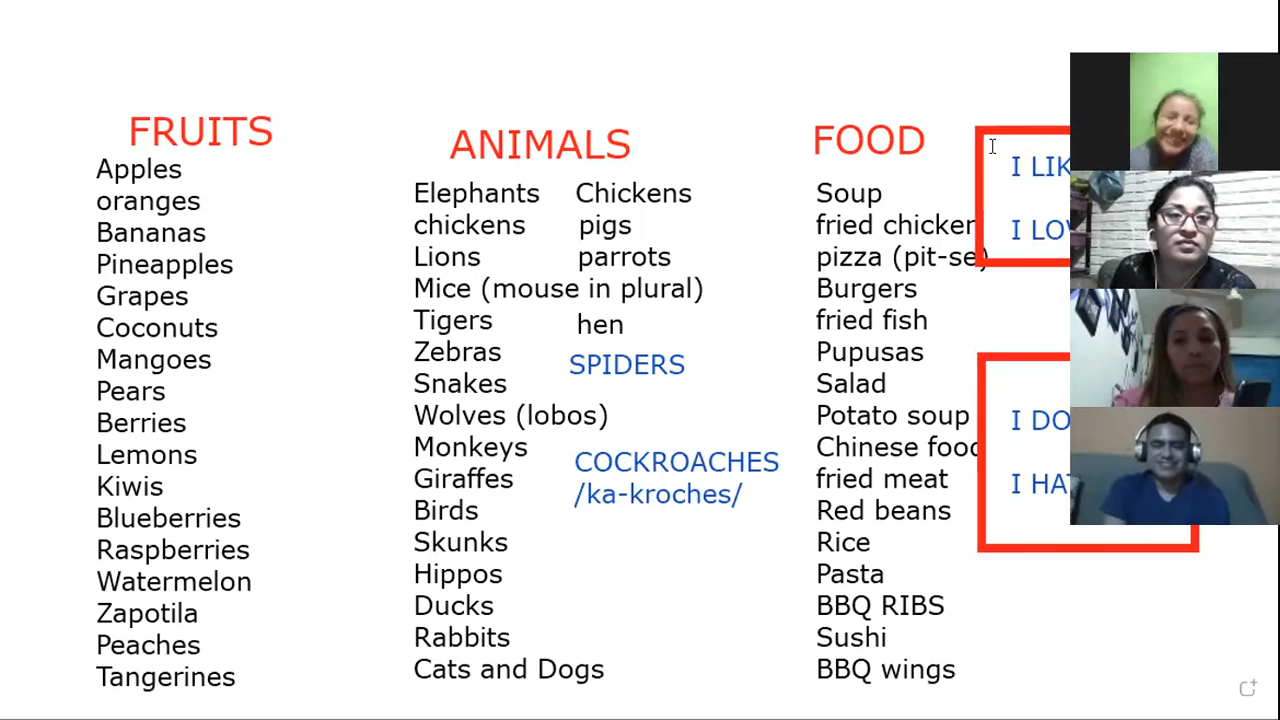 FRUITS
Apples
oranges
Bananas
Pineapples
Grapes
Coconuts
Mangoes
Pears
Berries
Lemons
Kiwis
Blueberries
Raspberries
Watermelon
Zapotila
Peaches
Tangerines
ANIMALS
Elephants
chickens
Lions
Mice (mouse in plural)
Tigers
Zebras
Snakes
Wolves (lobos)
Monkeys
Giraffes
Birds
Skunks
Hippos
Ducks
Rabbits
Cats and Dogs
Chickens
pigs
parrots
hen
SPIDERS
COCKROACHES
/ka-kroches/
FOOD
Soup
fried chicken
pizza (pit-se)
Burgers
fried fish
Pupusas
Salad
Potato soup
Chinese food
fried meat
Red beans
Rice
Pasta
BBQ RIBS
Sushi
BBQ wings
I
I
I
I